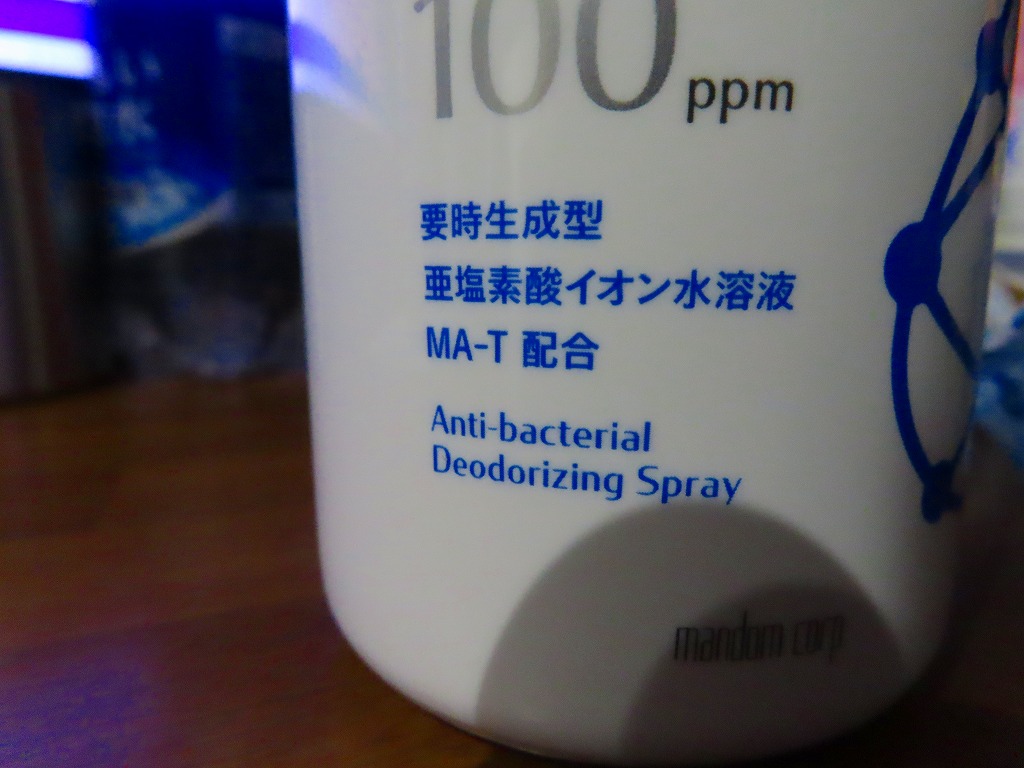 100 ppm
要時生成型
亜塩素酸イオン水溶液
MA-T 配合
Anti-bacterial
Deodorizing Spray
mandom corp